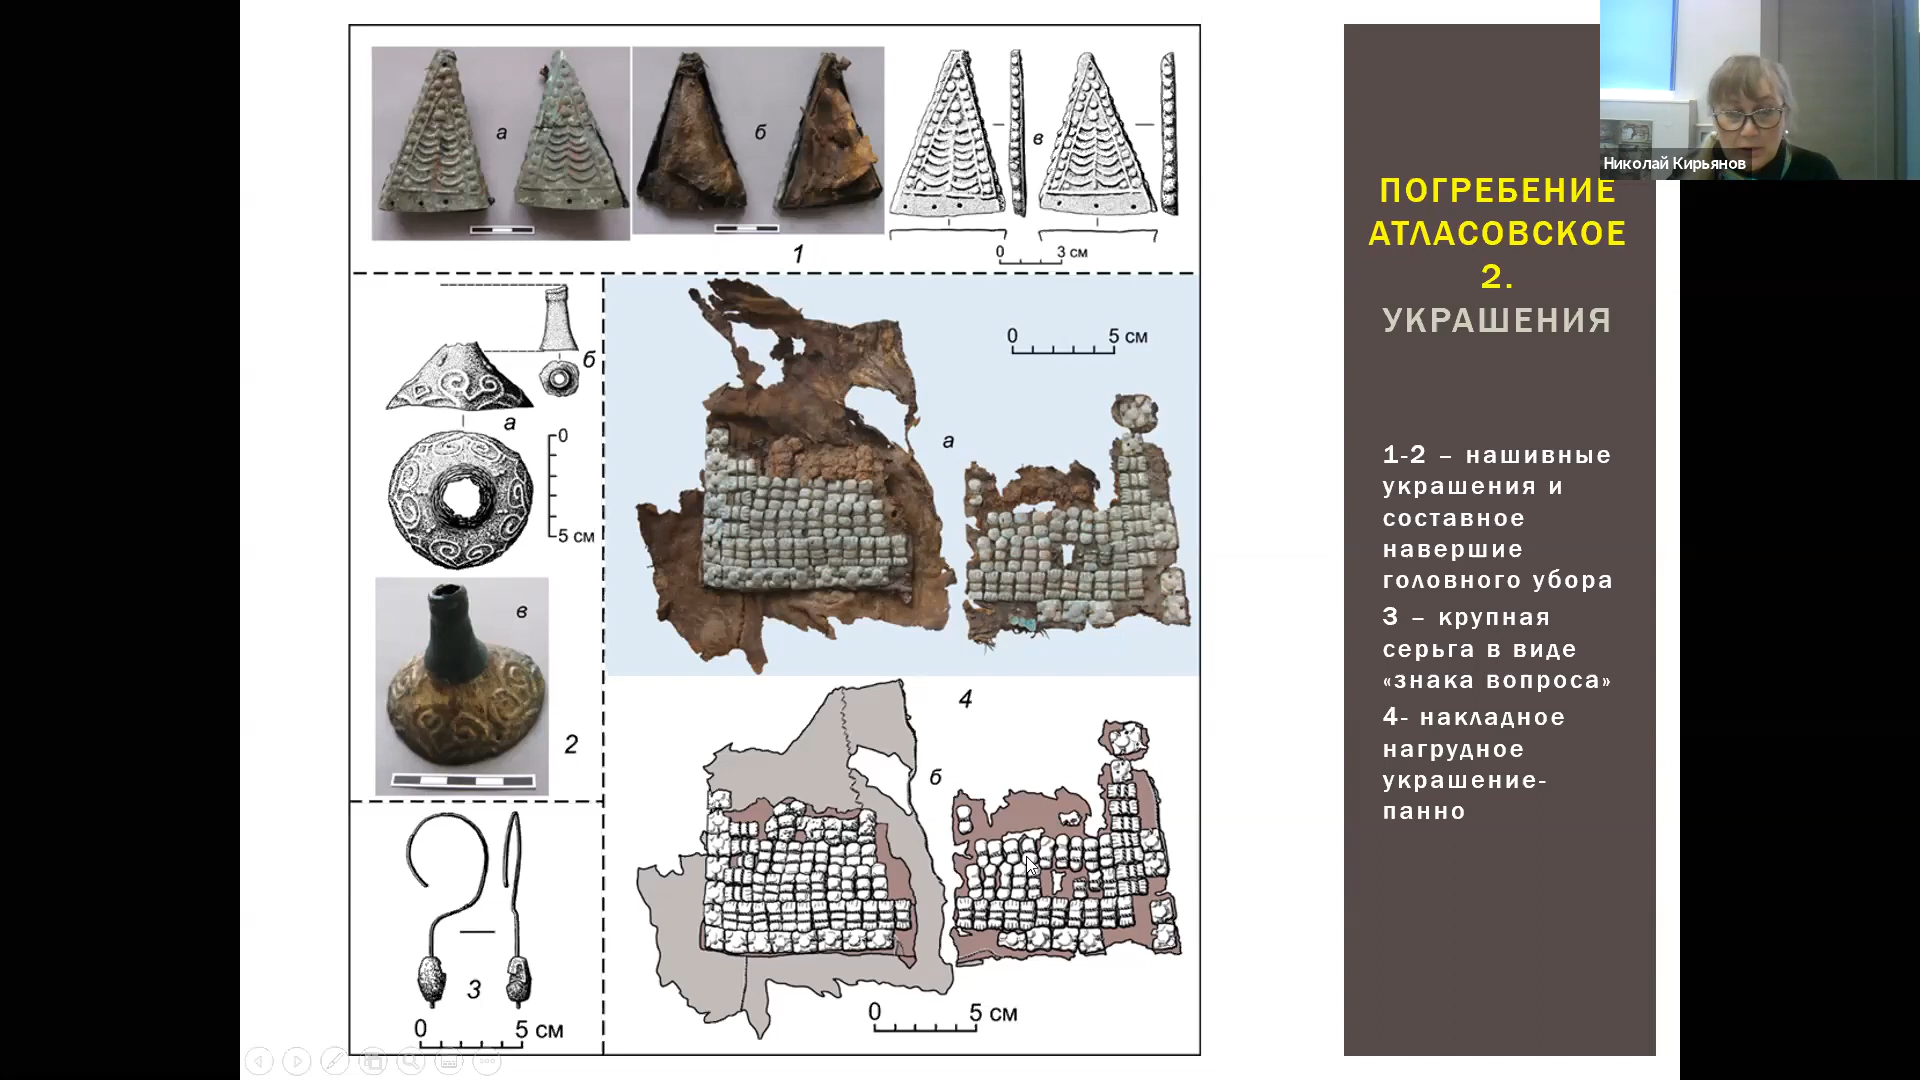 а
б
в
0 3 см
1
б
а
0
5 см
в
2
3
0 5 см
0 5 см
а
4
б
0 5 см
Николай Кирьянов
ПОГРЕБЕНИЕ
АТЛАСОВСКОЕ
2.
УКРАШЕНИЯ
1-2 – нашивные
украшения и
составное
навершие
головного убора
3 – крупная
серьга в виде
«знака вопроса»
4- накладное
нагрудное
украшение-
панно